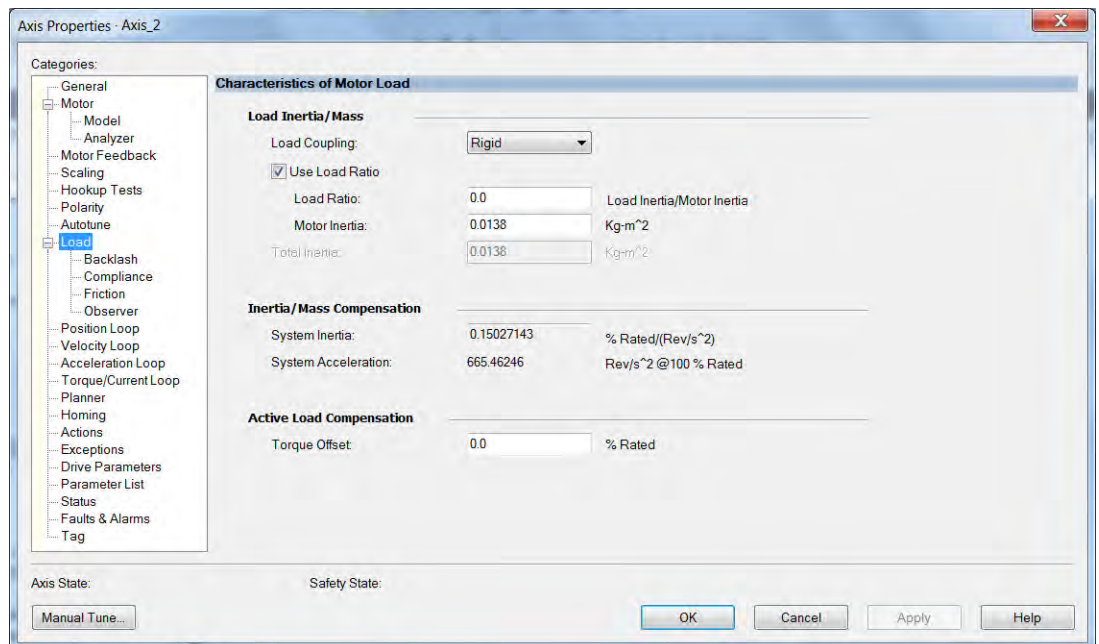 Axis Properties - Axis_2
X
Categories:
General
Motor
Model
Analyzer
Motor Feedback
Scaling
Hookup Tests
Polarity
Autotune
Load
Backlash
Compliance
Friction
Observer
Position Loop
Velocity Loop
Acceleration Loop
Torque/Current Loop
Planner
Homing
Actions
Exceptions
Drive Parameters
Parameter List
Status
Faults & Alarms
Tag
Characteristics of Motor Load
Load Inertia/Mass
Load Coupling: Rigid
Use Load Ratio
Load Ratio: 0.0 Load Inertia/Motor Inertia
Motor Inertia: 0.0138 Kg-m^2
Total Inertia: 0.0138 Kg-m^2
Inertia/Mass Compensation
System Inertia: 0.15027143 % Rated/(Rev/s^2)
System Acceleration: 665.46246 Rev/s^2 @100 % Rated
Active Load Compensation
Torque Offset: 0.0 % Rated
Axis State: Safety State:
Manual Tune... OK Cancel Apply Help